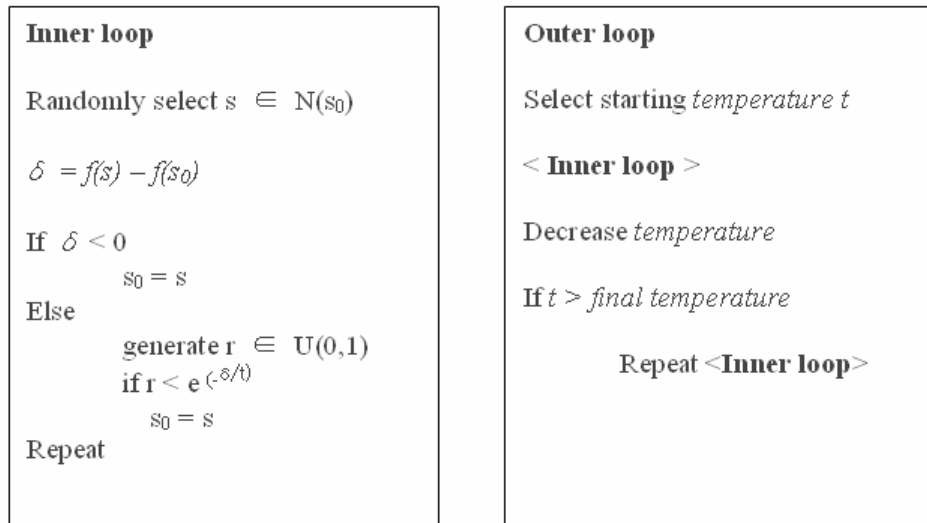 Inner loop
Randomly select s ∈ N(s₀)
δ = f(s) – f(s₀)
If δ < 0
s₀ = s
Else
generate r ∈ U(0,1)
if r < e^(-δ/t)
s₀ = s
Repeat
Outer loop
Select starting temperature t
< Inner loop >
Decrease temperature
If t > final temperature
Repeat <Inner loop>